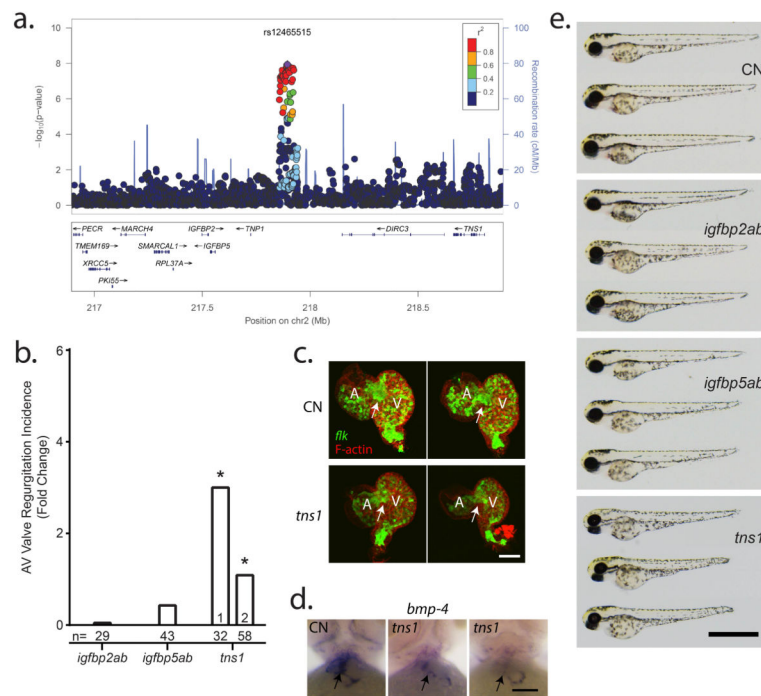 a.
rs12465515
10
8
6
4
2
0
−log10(p-value)
100
80
60
40
20
0
Recombination rate (cM/Mb)
r2
0.8
0.6
0.4
0.2
PECR
MARCH4
IGFBP2
TNP1
DIRC3
TNS1
TMEM169
SMARCAL1
IGFBP5
XRCC5
RPL37A
PKI55
217
217.5
218
218.5
Position on chr2 (Mb)
b.
6
3
0
AV Valve Regurgitation Incidence
(Fold Change)
*
*
1
2
n= 29 43 32 58
igfbp2ab igfbp5ab tns1
c.
CN
A
V
flk
F-actin
A
V
tns1
A
V
A
V
d.
bmp-4
CN
tns1
tns1
e.
CN
igfbp2ab
igfbp5ab
tns1